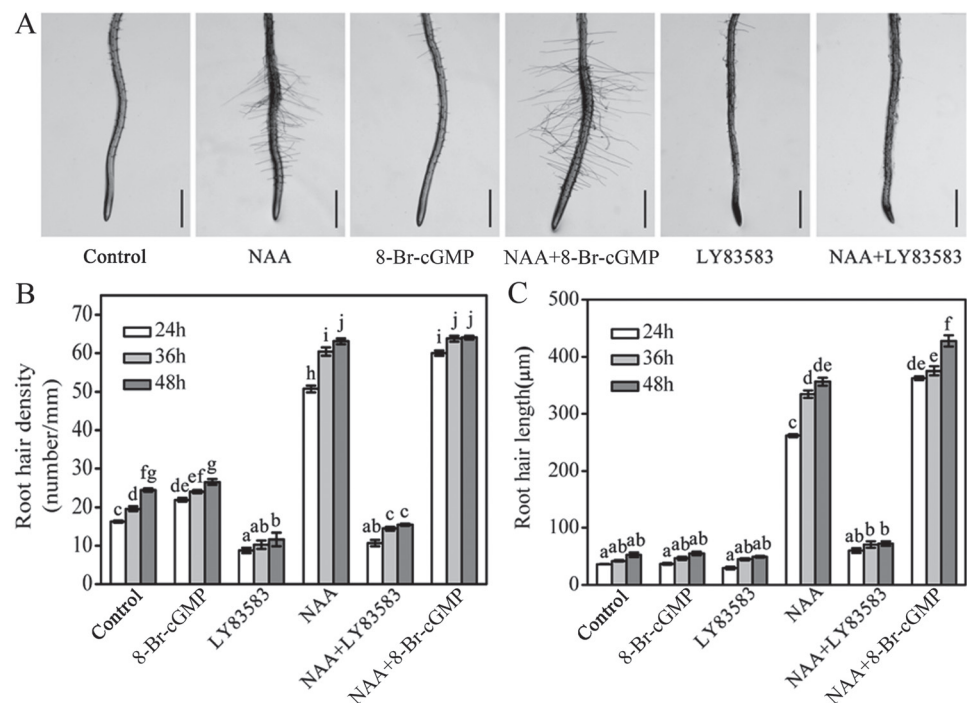 A
Control
NAA
8-Br-cGMP
NAA+8-Br-cGMP
LY83583
NAA+LY83583
B
Root hair density
(number/mm)
70
60
50
40
30
20
10
0
24h
36h
48h
c
d
fg
de
ef
g
a
ab
b
h
i
j
ab
c
c
i
j
j
Control
8-Br-cGMP
LY83583
NAA
NAA+LY83583
NAA+8-Br-cGMP
C
Root hair length(μm)
500
400
300
200
100
0
24h
36h
48h
a
ab
ab
a
ab
ab
a
ab
ab
c
d
de
ab
b
b
de
e
f
Control
8-Br-cGMP
LY83583
NAA
NAA+LY83583
NAA+8-Br-cGMP